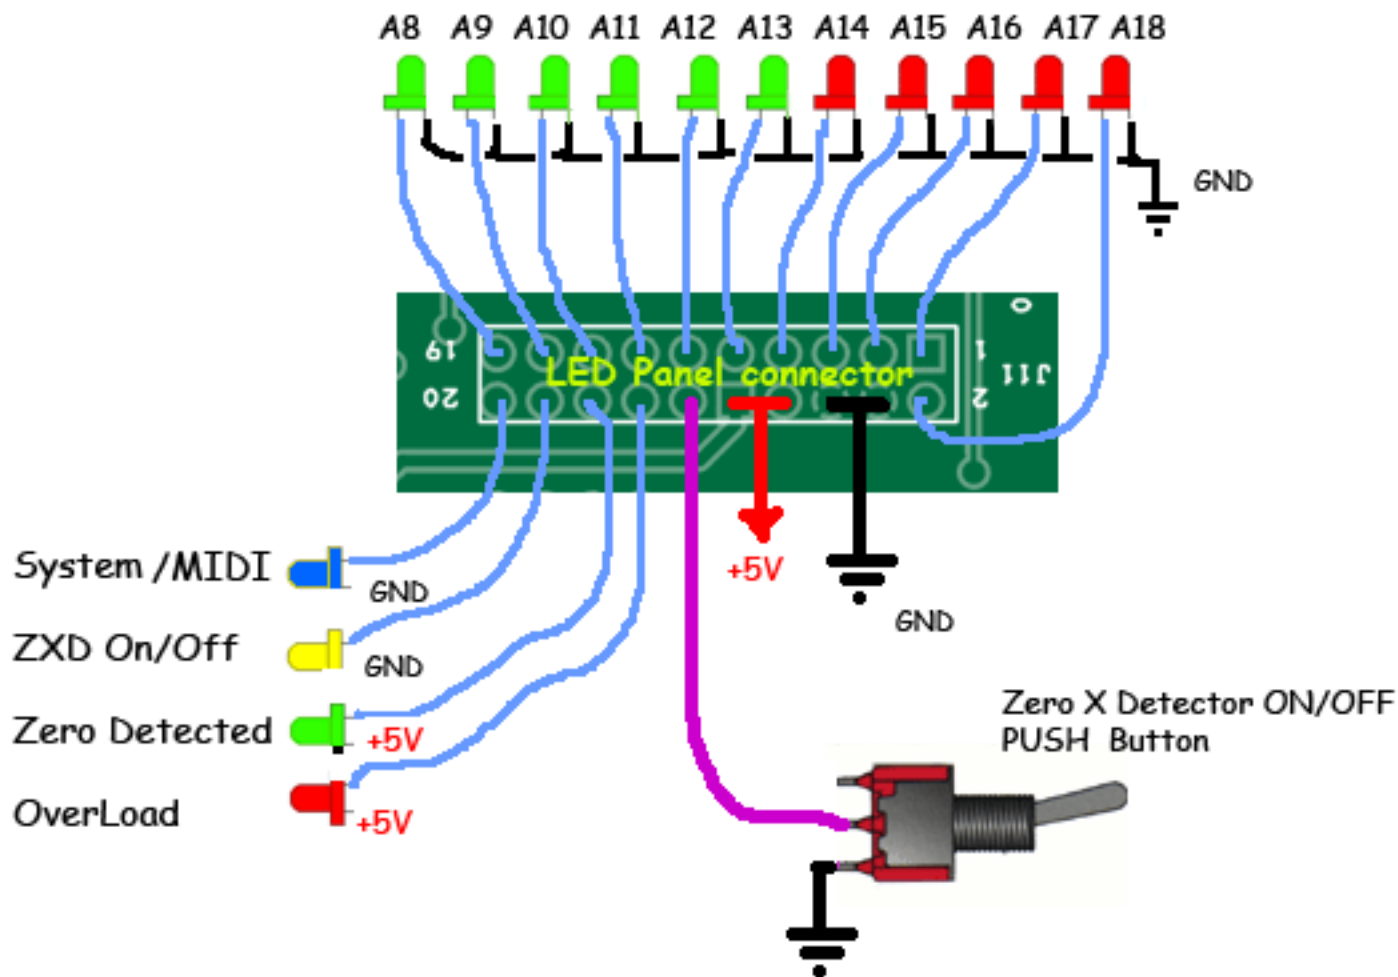 A8 A9 A10 A11 A12 A13 A14 A15 A16 A17 A18
GND
0
19
LED Panel connector
1
J11
20
2
System /MIDI
GND
+5V
GND
ZXD On/Off
GND
Zero Detected
+5V
Zero X Detector ON/OFF
PUSH Button
OverLoad
+5V